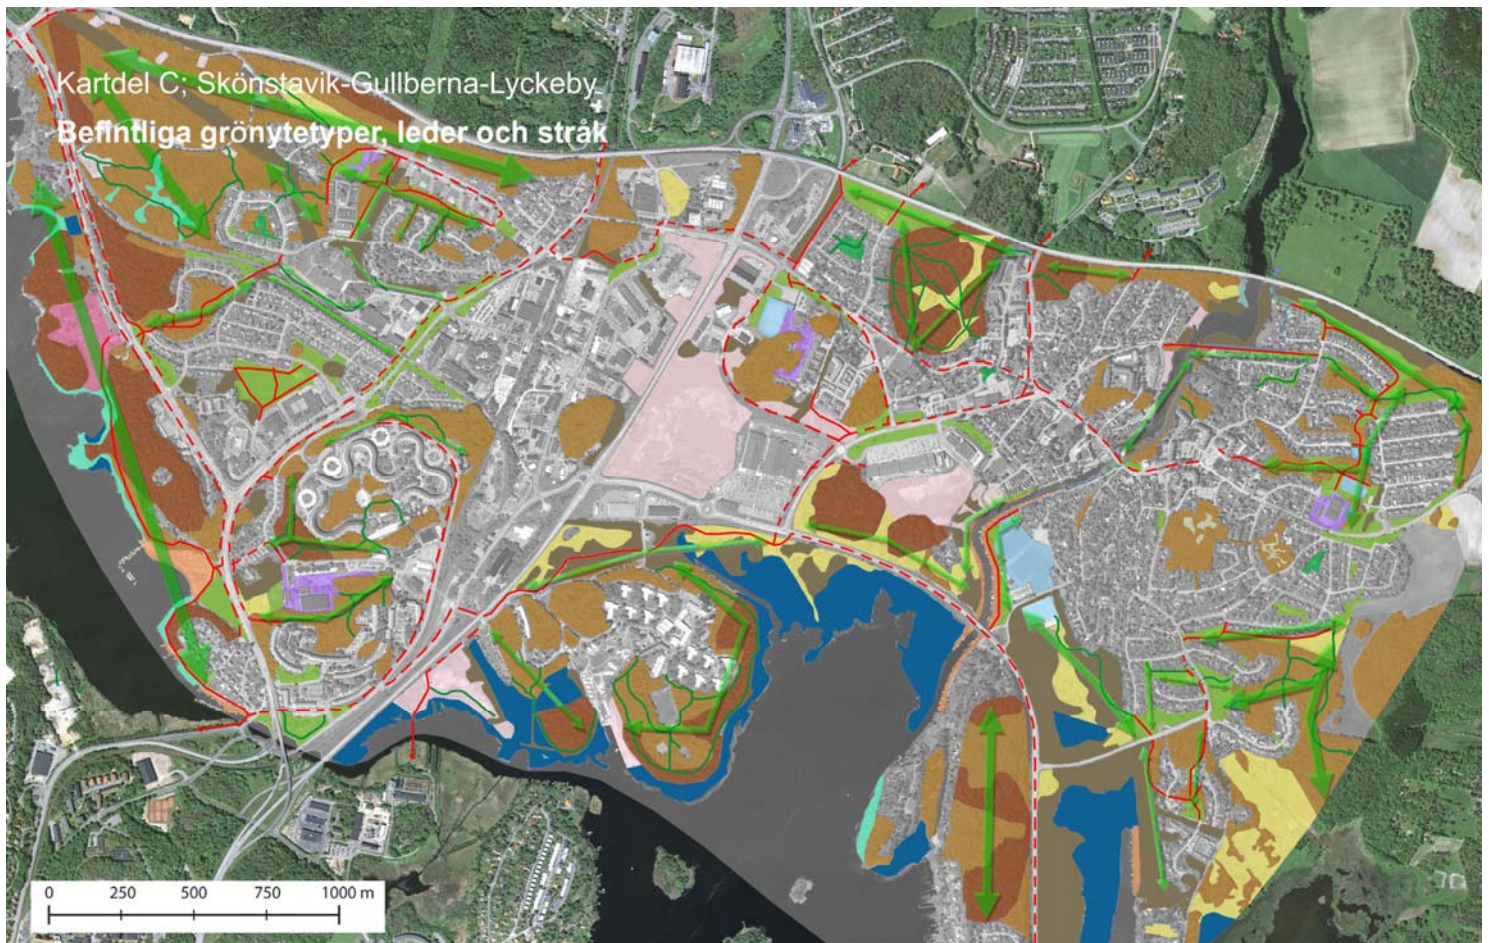 Kartdel C; Skönstavik-Gullberna-Lyckeby
Befintliga grönytetyper, leder och stråk
0 250 500 750 1000 m